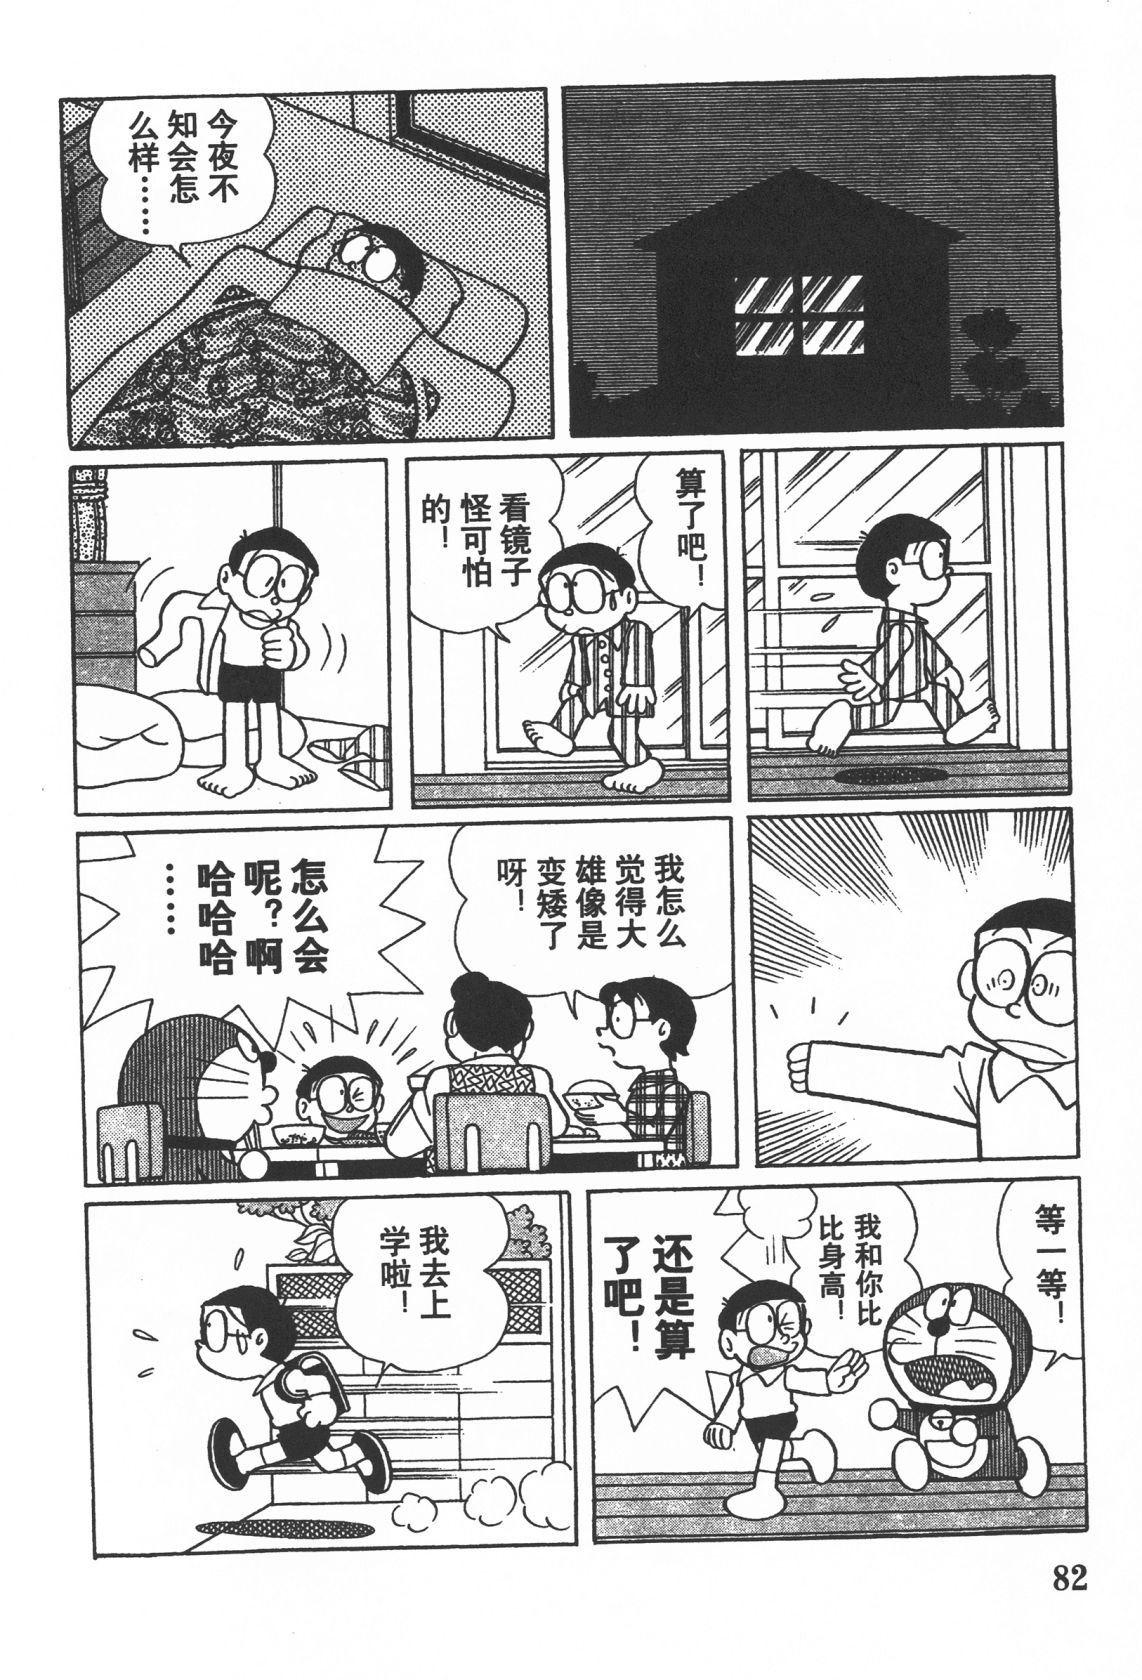 今夜不
知会怎
么样……
算了吧！
看镜子
怪可怕
的！
我怎么
觉得大
雄像是
变矮了
呀！
怎么会
呢？啊
哈哈哈
……
等一等！
我和你比
比身高！
还是算
了吧！
我去上
学啦！
82